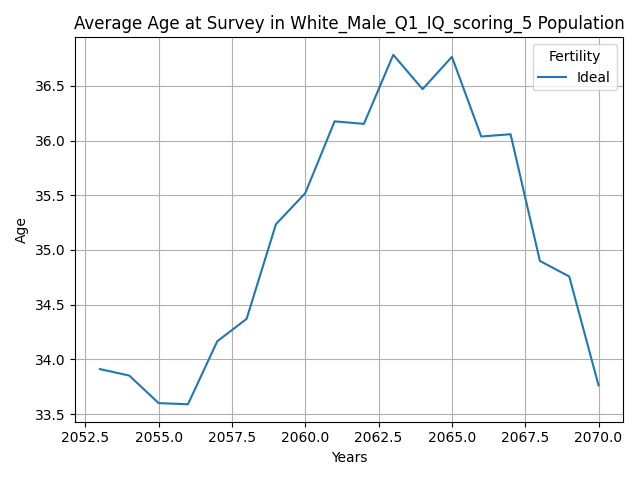 Average Age at Survey in White_Male_Q1_IQ_scoring_5 Population
Fertility
Ideal
36.5
36.0
35.5
35.0
34.5
34.0
33.5
Age
2052.5 2055.0 2057.5 2060.0 2062.5 2065.0 2067.5 2070.0
Years